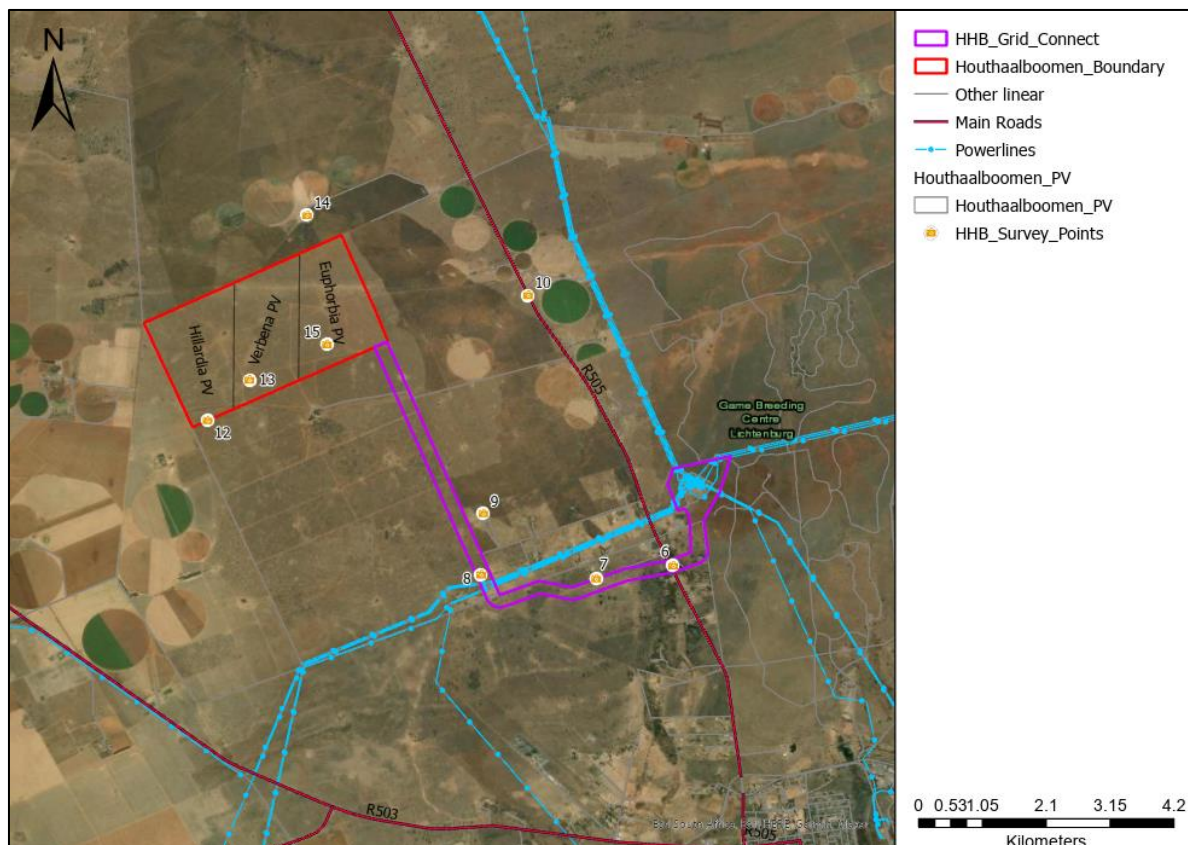 N
14
10
Euphorbia PV
Verbena PV
Hillardia PV
15
13
12
R505
Game Breeding
Centre
Lichtenburg
9
8
7
6
R503
R505
HHB_Grid_Connect
Houthaalboomen_Boundary
Other linear
Main Roads
Powerlines
Houthaalboomen_PV
Houthaalboomen_PV
HHB_Survey_Points
0 0.531.05 2.1 3.15 4.2
Kilometers